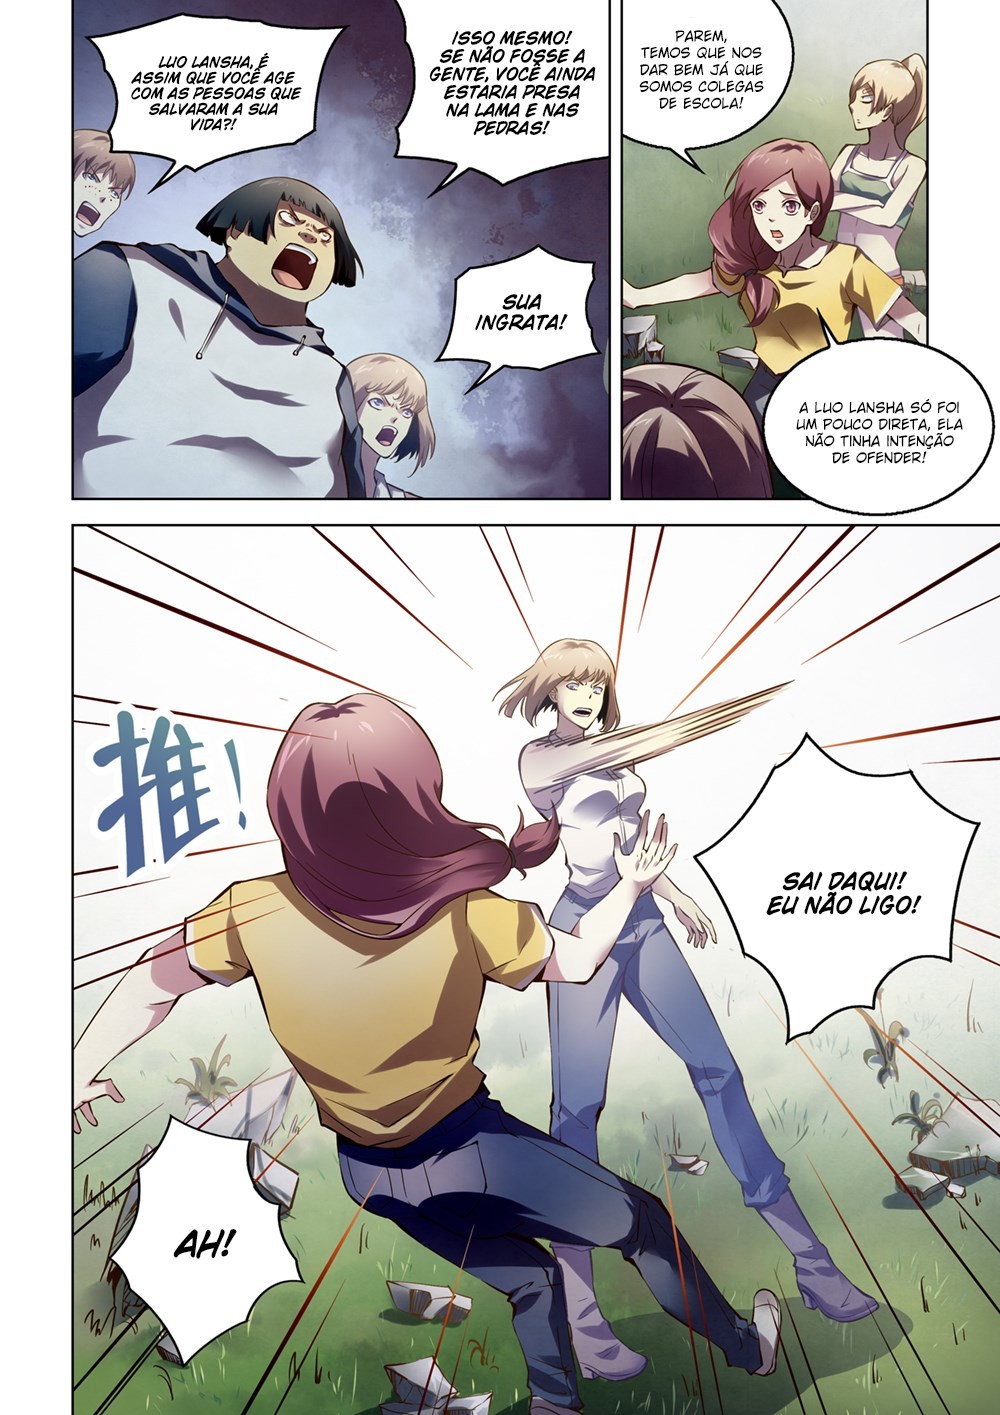 LUO LANSHA, É
ASSIM QUE VOCÊ AGE
COM AS PESSOAS QUE
SALVARAM A SUA
VIDA?!
ISSO MESMO!
SE NÃO FOSSE A
GENTE, VOCÊ AINDA
ESTARIA PRESA
NA LAMA E NAS
PEDRAS!
SUA
INGRATA!
PAREM,
TEMOS QUE NOS
DAR BEM JÁ QUE
SOMOS COLEGAS
DE ESCOLA!
A LUO LANSHA SÓ FOI
UM POUCO DIRETA, ELA
NÃO TINHA INTENÇÃO
DE OFENDER!
推!
SAI DAQUI!
EU NÃO LIGO!
AH!